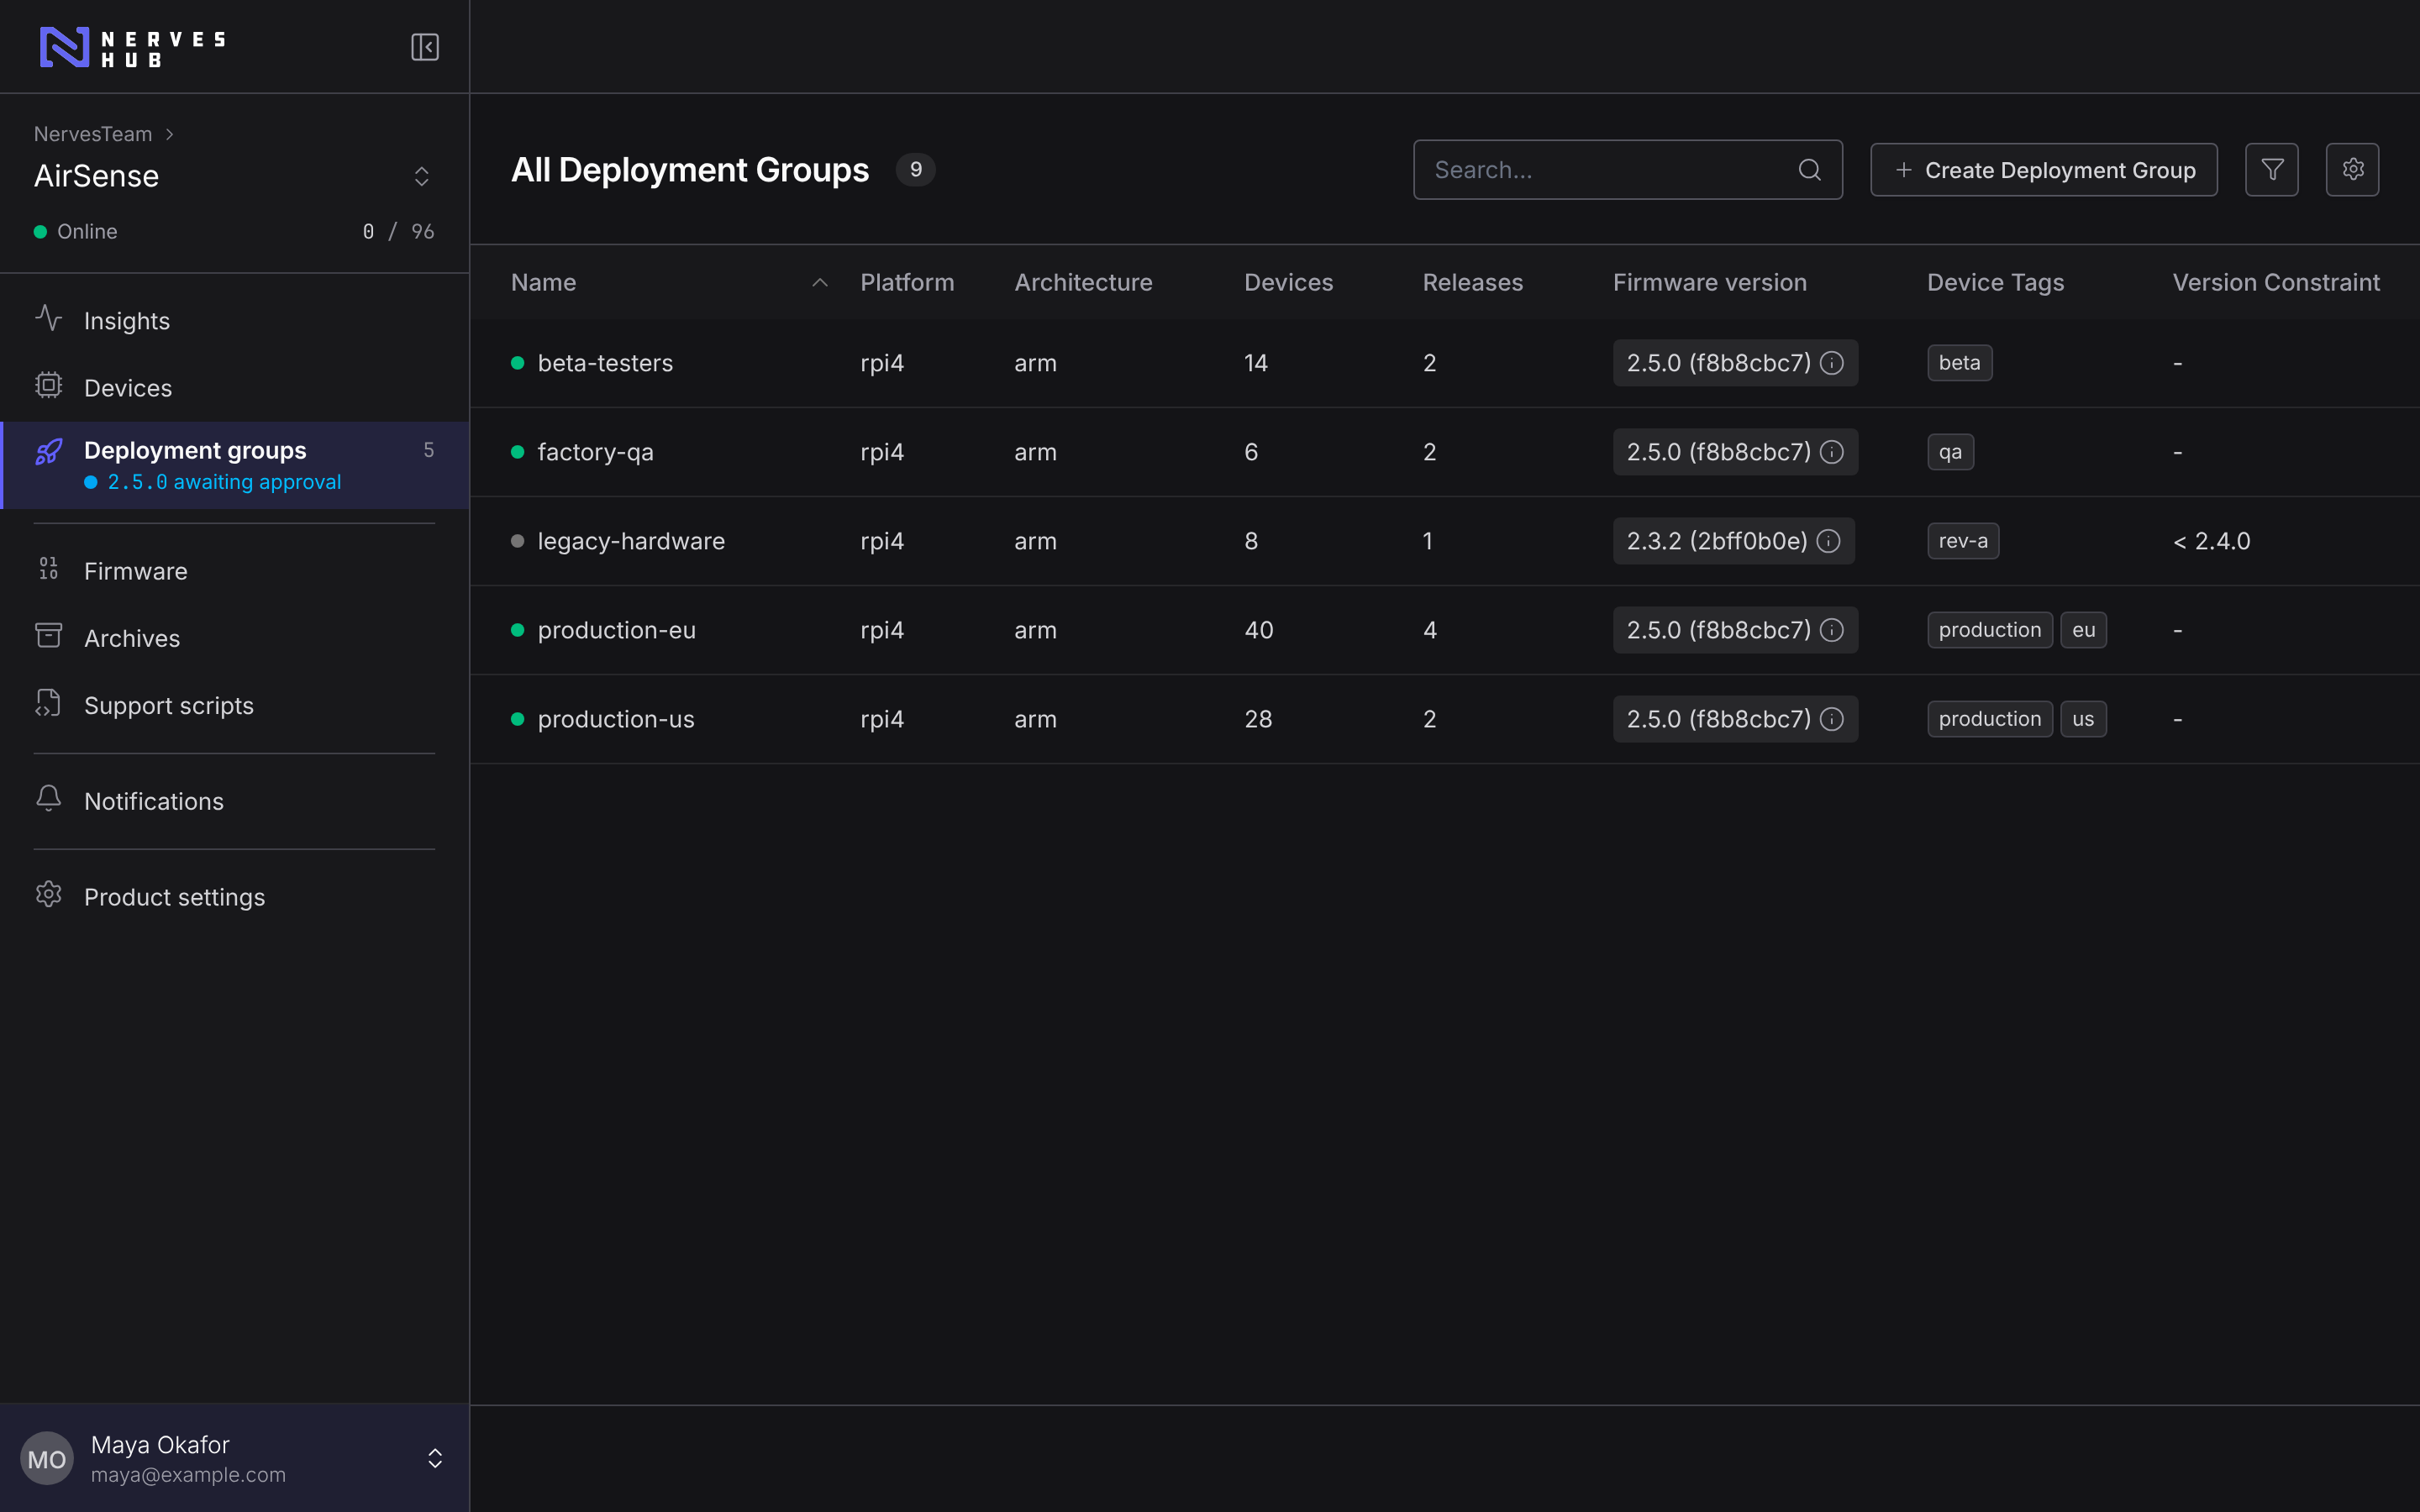 NERVES
HUB
NervesTeam
AirSense
Online 0 / 96
Insights
Devices
Deployment groups 5
2.5.0 awaiting approval
Firmware
Archives
Support scripts
Notifications
Product settings
MO
Maya Okafor
maya@example.com
All Deployment Groups 9
Search...
Create Deployment Group
Name Platform Architecture Devices Releases Firmware version Device Tags Version Constraint
beta-testers rpi4 arm 14 2 2.5.0 (f8b8cbc7) beta -
factory-qa rpi4 arm 6 2 2.5.0 (f8b8cbc7) qa -
legacy-hardware rpi4 arm 8 1 2.3.2 (2bff0b0e) rev-a < 2.4.0
production-eu rpi4 arm 40 4 2.5.0 (f8b8cbc7) production eu -
production-us rpi4 arm 28 2 2.5.0 (f8b8cbc7) production us -